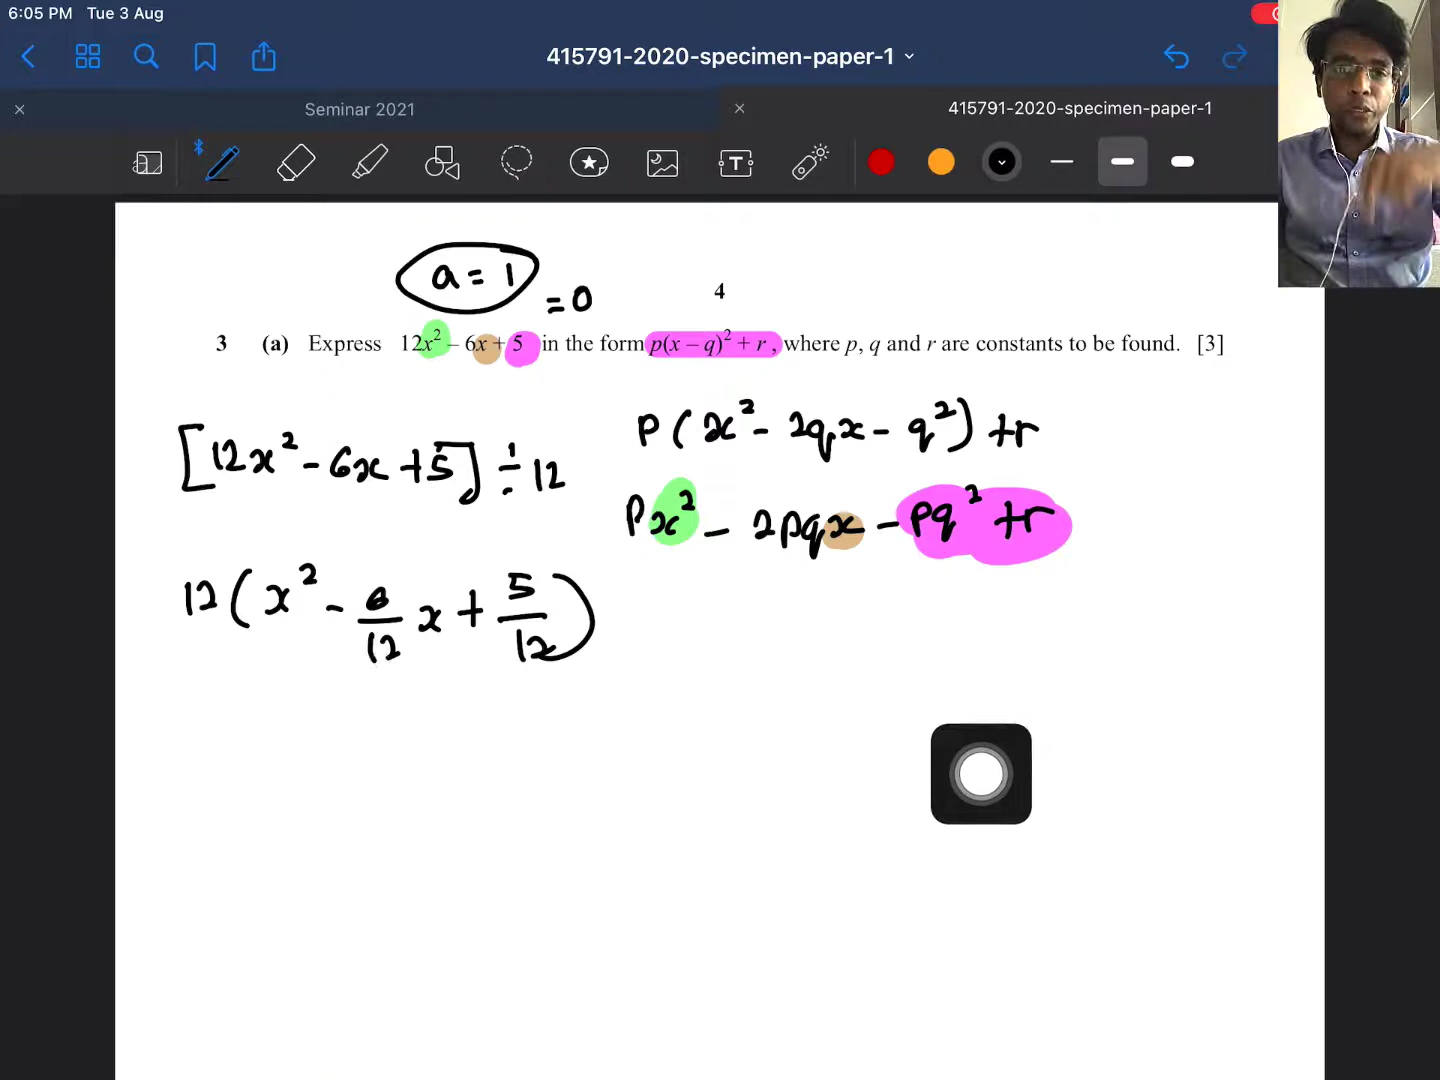 6:05 PM Tue 3 Aug
415791-2020-specimen-paper-1
Seminar 2021
415791-2020-specimen-paper-1
a = 1
= 0
4
3 (a) Express 12x² – 6x + 5 in the form p(x – q)² + r , where p, q and r are constants to be found. [3]
[12x² - 6x + 5] ÷ 12
12(x² - 6/12 x + 5/12)
P(x² - 2qx - q²) + r
Px² - 2pqx - pq² + r